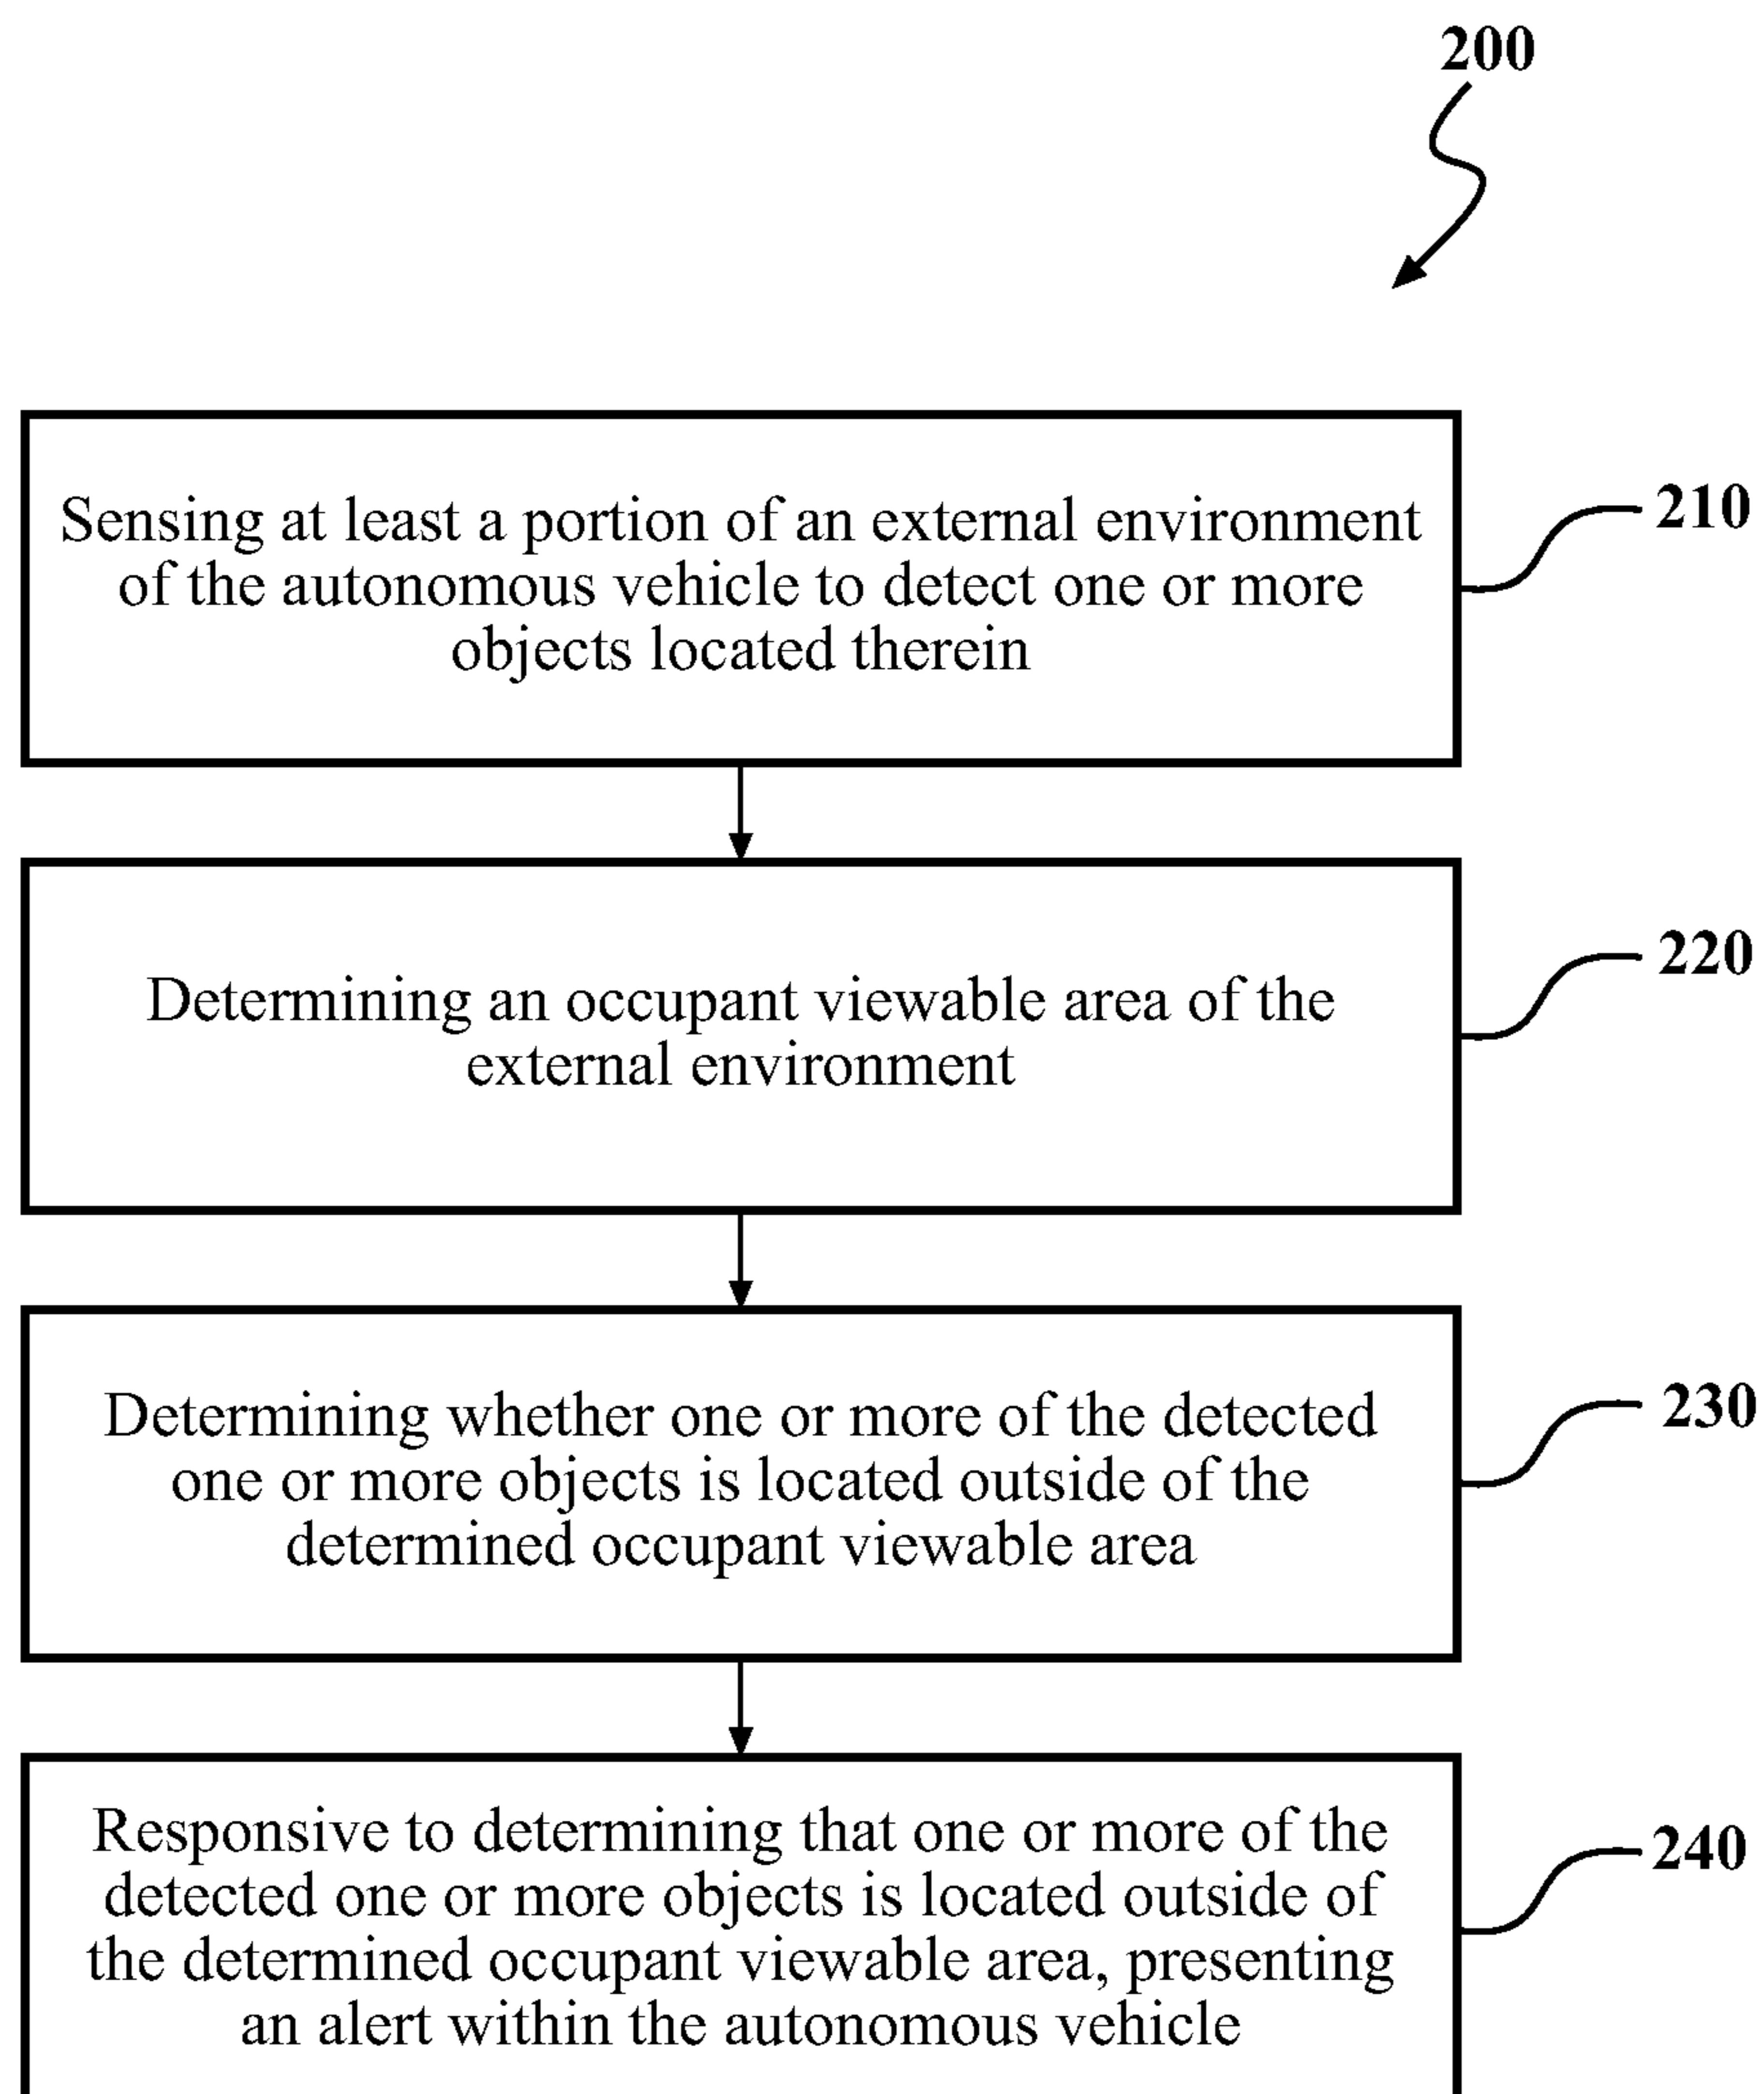 200
Sensing at least a portion of an external environment
of the autonomous vehicle to detect one or more
objects located therein
210
Determining an occupant viewable area of the
external environment
220
Determining whether one or more of the detected
one or more objects is located outside of the
determined occupant viewable area
230
Responsive to determining that one or more of the
detected one or more objects is located outside of
the determined occupant viewable area, presenting
an alert within the autonomous vehicle
240